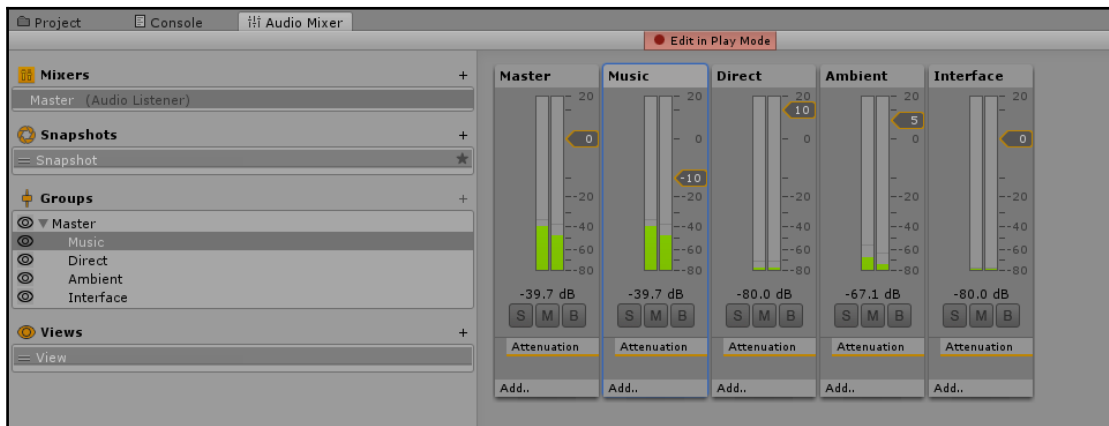 Project
Console
Audio Mixer
Edit in Play Mode
Mixers +
Master (Audio Listener)
Snapshots +
= Snapshot
Groups +
Master
Music
Direct
Ambient
Interface
Views +
= View
Master
20
0
0
-20
-40
-60
-80
-39.7 dB
S M B
Attenuation
Add..
Music
20
0
-10
-20
-40
-60
-80
-39.7 dB
S M B
Attenuation
Add..
Direct
20
10
0
-20
-40
-60
-80
-80.0 dB
S M B
Attenuation
Add..
Ambient
20
5
0
-20
-40
-60
-80
-67.1 dB
S M B
Attenuation
Add..
Interface
20
0
0
-20
-40
-60
-80
-80.0 dB
S M B
Attenuation
Add..